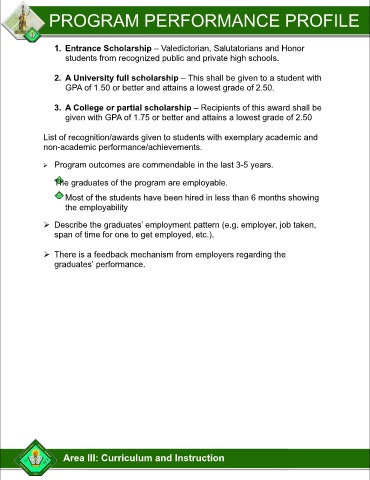 PROGRAM PERFORMANCE PROFILE
1. Entrance Scholarship – Valedictorian, Salutatorians and Honor
students from recognized public and private high schools.
2. A University full scholarship – This shall be given to a student with
GPA of 1.50 or better and attains a lowest grade of 2.50.
3. A College or partial scholarship – Recipients of this award shall be
given with GPA of 1.75 or better and attains a lowest grade of 2.50
List of recognition/awards given to students with exemplary academic and
non-academic performance/achievements.
➢ Program outcomes are commendable in the last 3-5 years.
The graduates of the program are employable.
Most of the students have been hired in less than 6 months showing
the employability
➢ Describe the graduates' employment pattern (e.g. employer, job taken,
span of time for one to get employed, etc.).
➢ There is a feedback mechanism from employers regarding the
graduates' performance.
Area III: Curriculum and Instruction